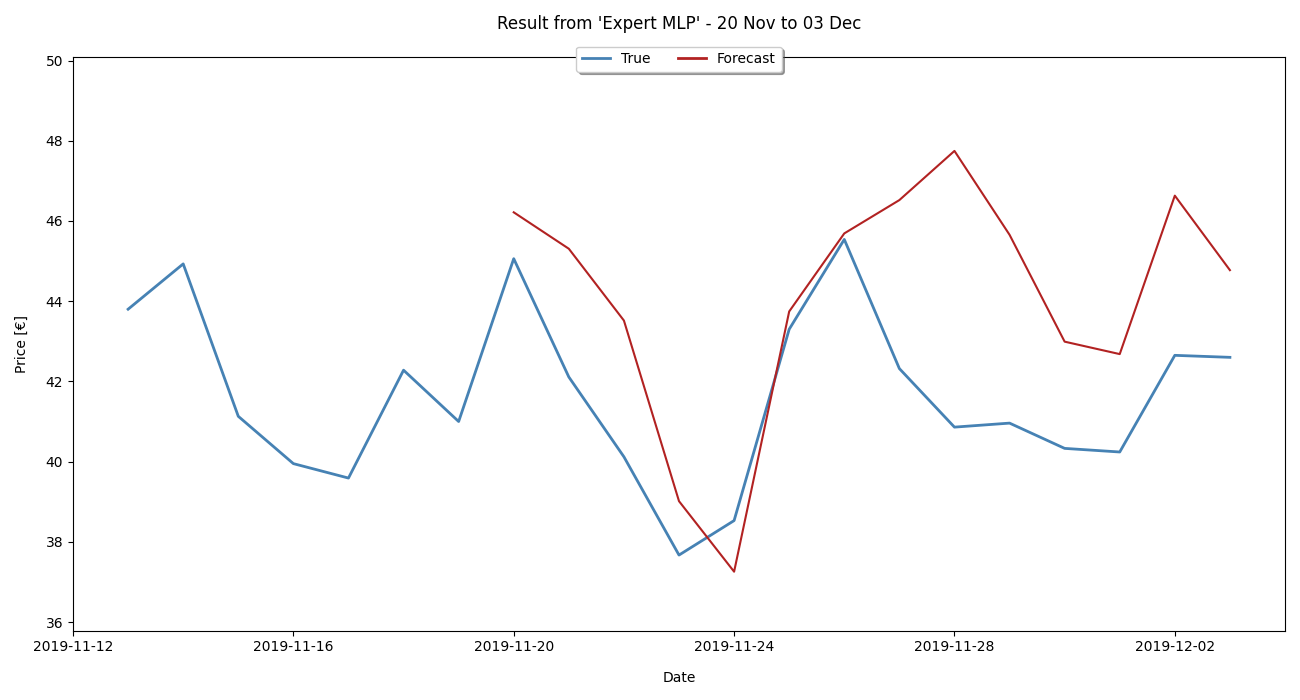 Result from 'Expert MLP' - 20 Nov to 03 Dec
True Forecast
50
48
46
44
42
40
38
36
Price [€]
2019-11-12 2019-11-16 2019-11-20 2019-11-24 2019-11-28 2019-12-02
Date